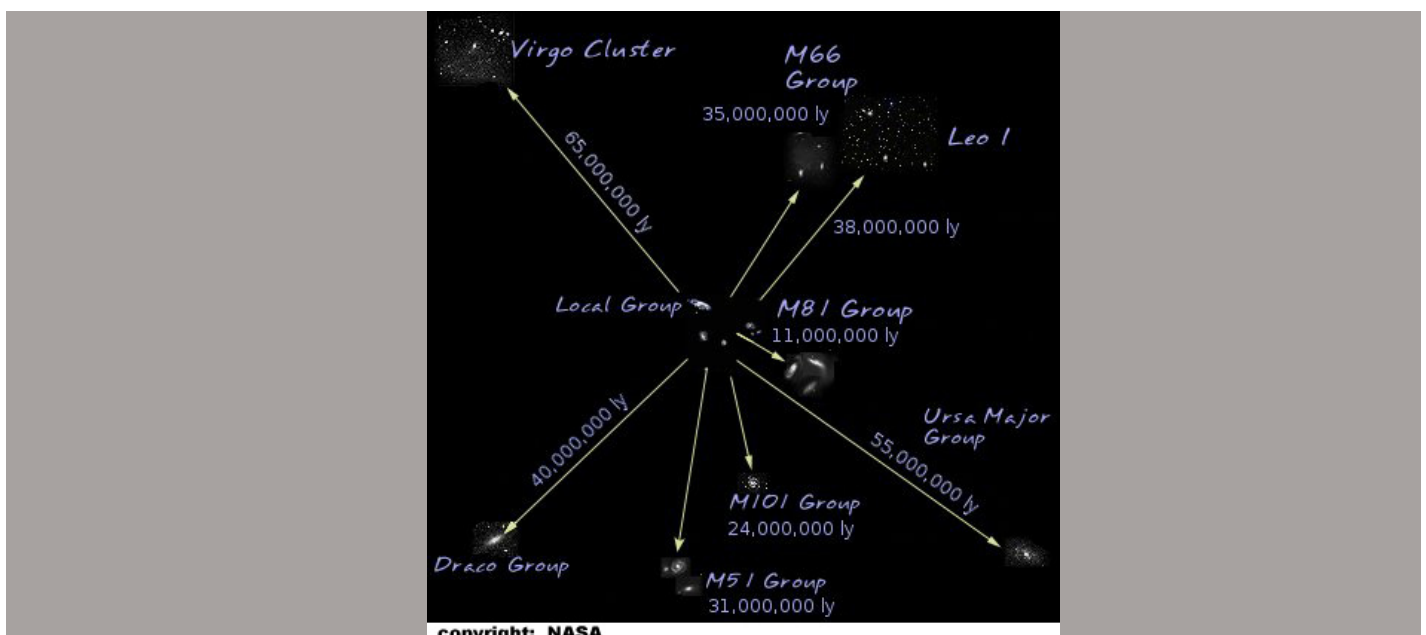 Virgo Cluster
M66
Group
35,000,000 ly
Leo 1
65,000,000 ly
38,000,000 ly
Local Group
M81 Group
11,000,000 ly
Ursa Major
Group
40,000,000 ly
55,000,000 ly
M101 Group
24,000,000 ly
Draco Group
M51 Group
31,000,000 ly
copyright: NASA